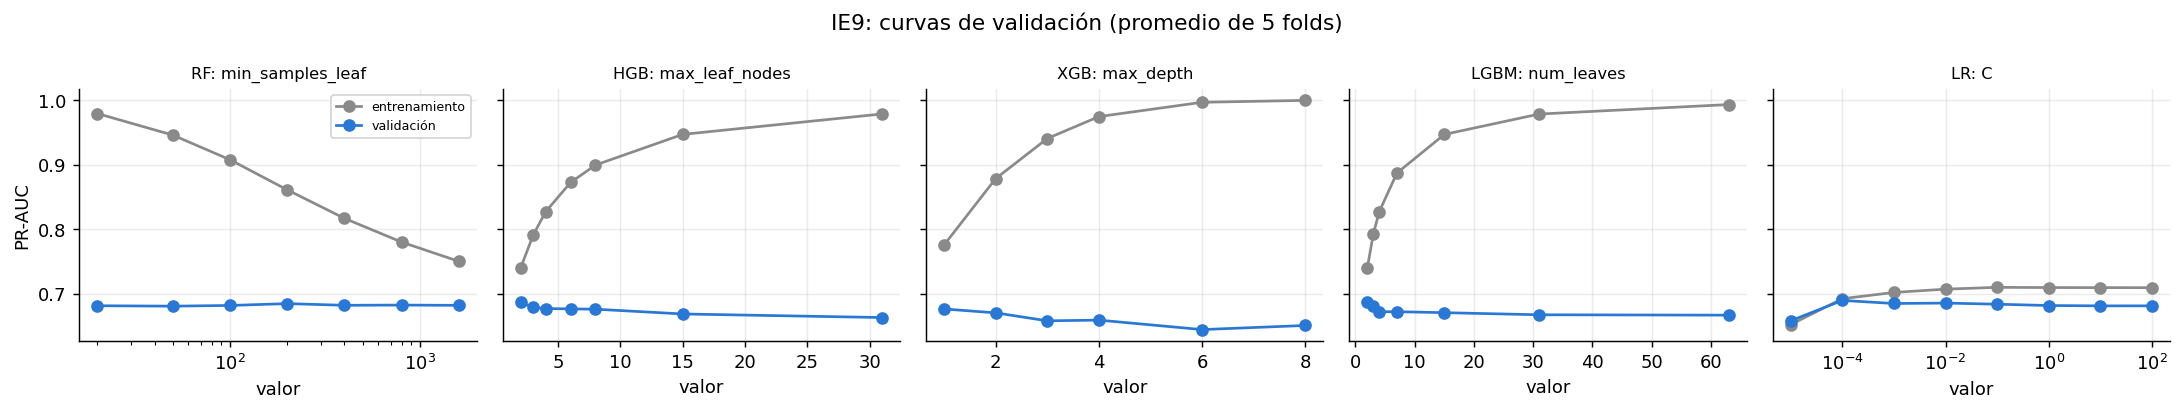 IE9: curvas de validación (promedio de 5 folds)
RF: min_samples_leaf
HGB: max_leaf_nodes
XGB: max_depth
LGBM: num_leaves
LR: C
entrenamiento
validación
PR-AUC
1.0
0.9
0.8
0.7
10²
10³
5
10
15
20
25
30
2
4
6
8
0
10
20
30
40
50
60
10⁻⁴
10⁻²
10⁰
10²
valor
valor
valor
valor
valor